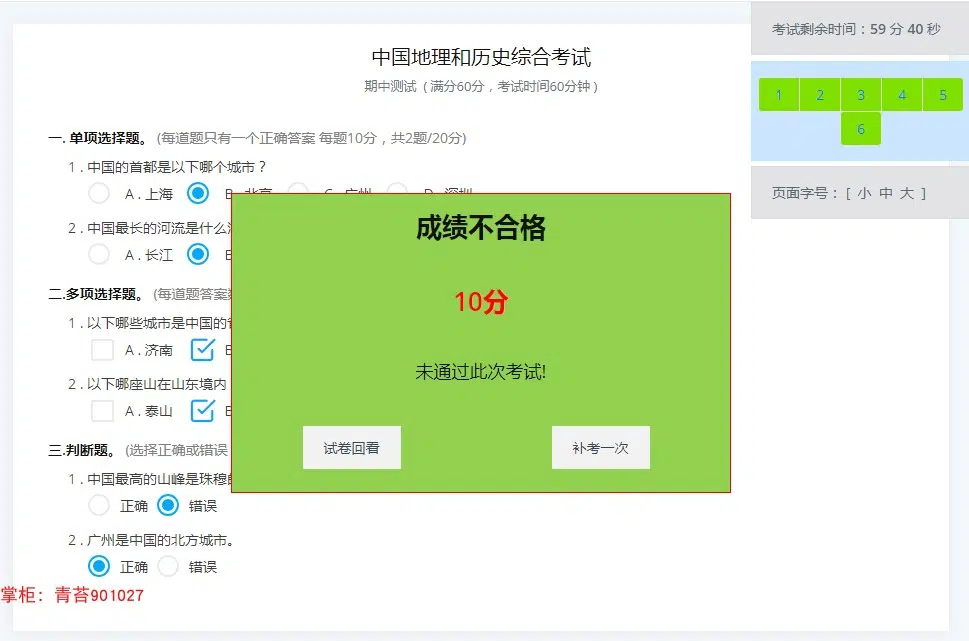 中国地理和历史综合考试
期中测试（满分60分，考试时间60分钟）
考试剩余时间：59 分 40 秒
1 2 3 4 5
6
页面字号： [ 小 中 大 ]
一. 单项选择题。 (每道题只有一个正确答案 每题10分，共2题/20分)
1 . 中国的首都是以下哪个城市？
A . 上海 B . 北京 C . 广州 D . 深圳
2 . 中国最长的河流是什么
A . 长江
二.多项选择题。 (每道题答案
1 . 以下哪些城市是中国的
A . 济南
2 . 以下哪座山在山东境内
A . 泰山
三.判断题。 (选择正确或错误
1 . 中国最高的山峰是珠穆
正确 错误
2 . 广州是中国的北方城市。
正确 错误
成绩不合格
10分
未通过此次考试!
试卷回看 补考一次
掌柜：青苔901027